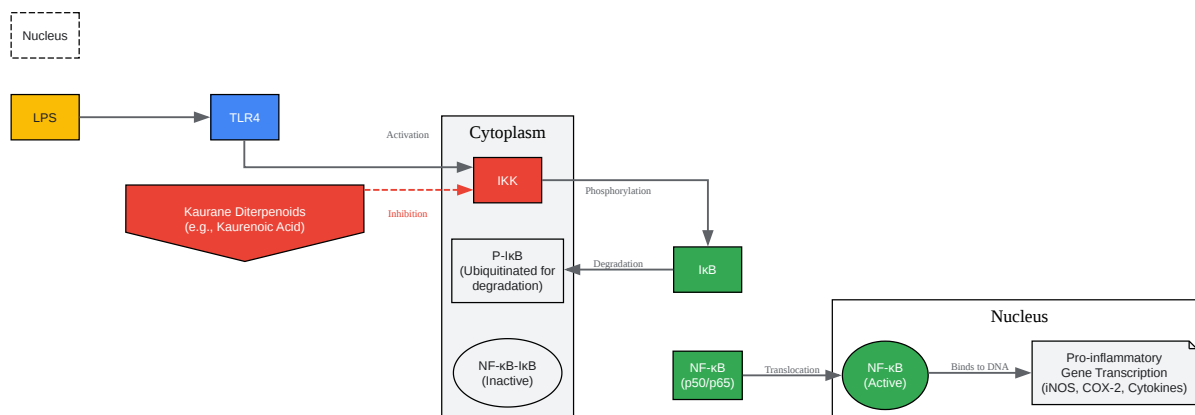 Nucleus
LPS
TLR4
Activation
Cytoplasm
IKK
Phosphorylation
Kaurane Diterpenoids
(e.g., Kaurenoic Acid)
Inhibition
P-IκB
(Ubiquitinated for
degradation)
Degradation
IκB
NF-κB-IκB
(Inactive)
NF-κB
(p50/p65)
Translocation
Nucleus
NF-κB
(Active)
Binds to DNA
Pro-inflammatory
Gene Transcription
(iNOS, COX-2, Cytokines)